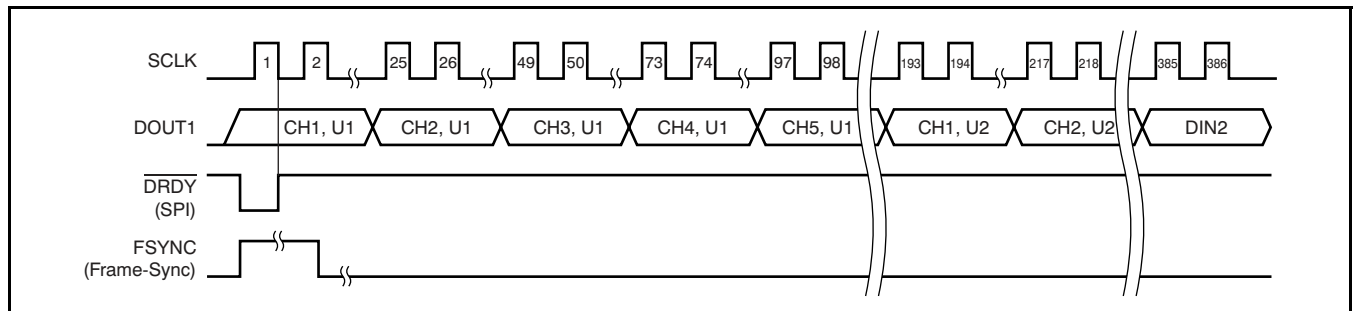 SCLK
1 2 25 26 49 50 73 74 97 98 193 194 217 218 385 386
DOUT1
CH1, U1 CH2, U1 CH3, U1 CH4, U1 CH5, U1 CH1, U2 CH2, U2 DIN2
DRDY
(SPI)
FSYNC
(Frame-Sync)